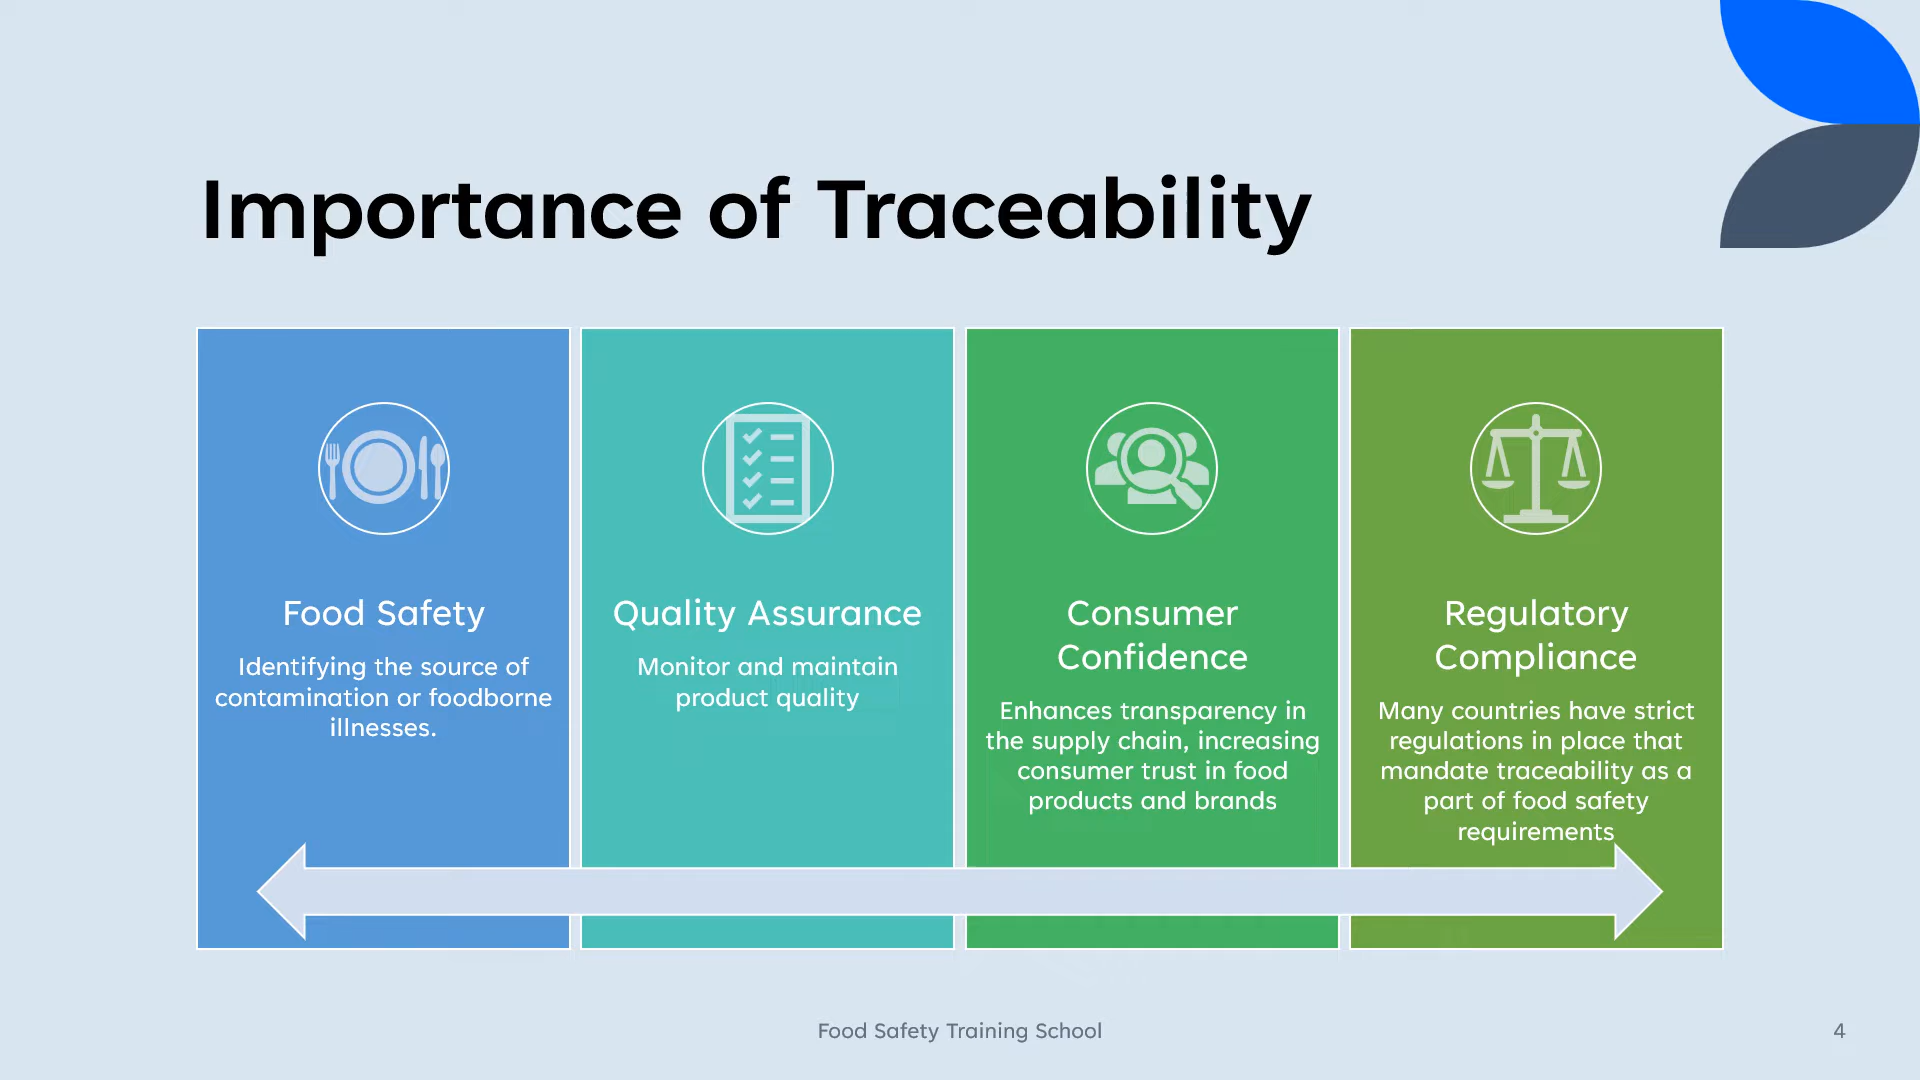 Importance of Traceability
Food Safety
Identifying the source of
contamination or foodborne
illnesses.
Quality Assurance
Monitor and maintain
product quality
Consumer
Confidence
Enhances transparency in
the supply chain, increasing
consumer trust in food
products and brands
Regulatory
Compliance
Many countries have strict
regulations in place that
mandate traceability as a
part of food safety
requirements
Food Safety Training School
4